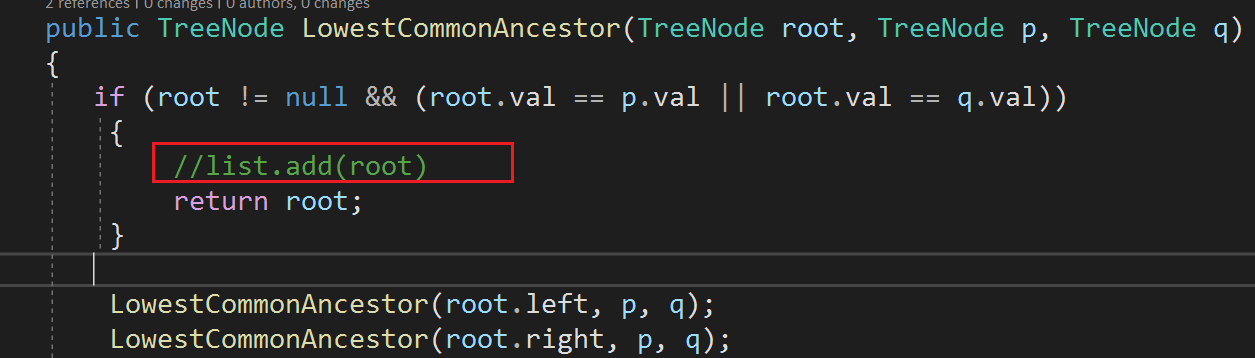 2 references | 0 changes | 0 authors, 0 changes
public TreeNode LowestCommonAncestor(TreeNode root, TreeNode p, TreeNode q)
{
if (root != null && (root.val == p.val || root.val == q.val))
{
//list.add(root)
return root;
}
LowestCommonAncestor(root.left, p, q);
LowestCommonAncestor(root.right, p, q);